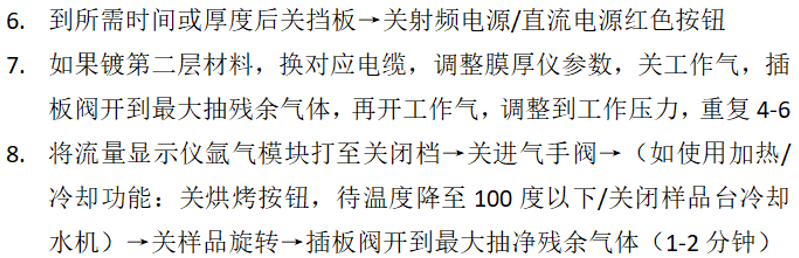 6. 到所需时间或厚度后关挡板→关射频电源/直流电源红色按钮
7. 如果镀第二层材料，换对应电缆，调整膜厚仪参数，关工作气，插
板阀开到最大抽残余气体，再开工作气，调整到工作压力，重复 4-6
8. 将流量显示仪氩气模块打至关闭档→关进气手阀→（如使用加热/
冷却功能：关烘烤按钮，待温度降至 100 度以下/关闭样品台冷却
水机）→关样品旋转→插板阀开到最大抽净残余气体（1-2 分钟）